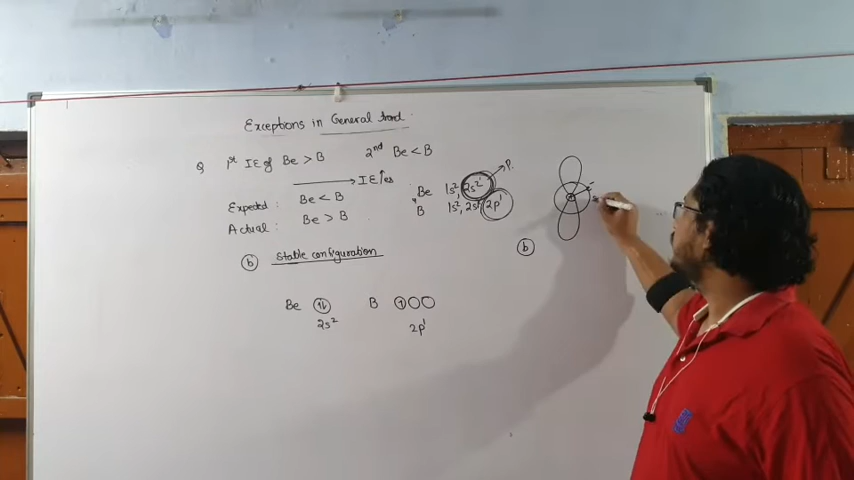 Exceptions in General trend.
Q 1st IE of Be > B 2nd Be < B
⟶ IE↑es
Expected: Be < B
Actual: Be > B
Be 1s², 2s² → P.
B 1s², 2s² 2p¹
ⓑ Stable configuration
ⓑ
Be ⥮ B ↿
2s² 2p¹